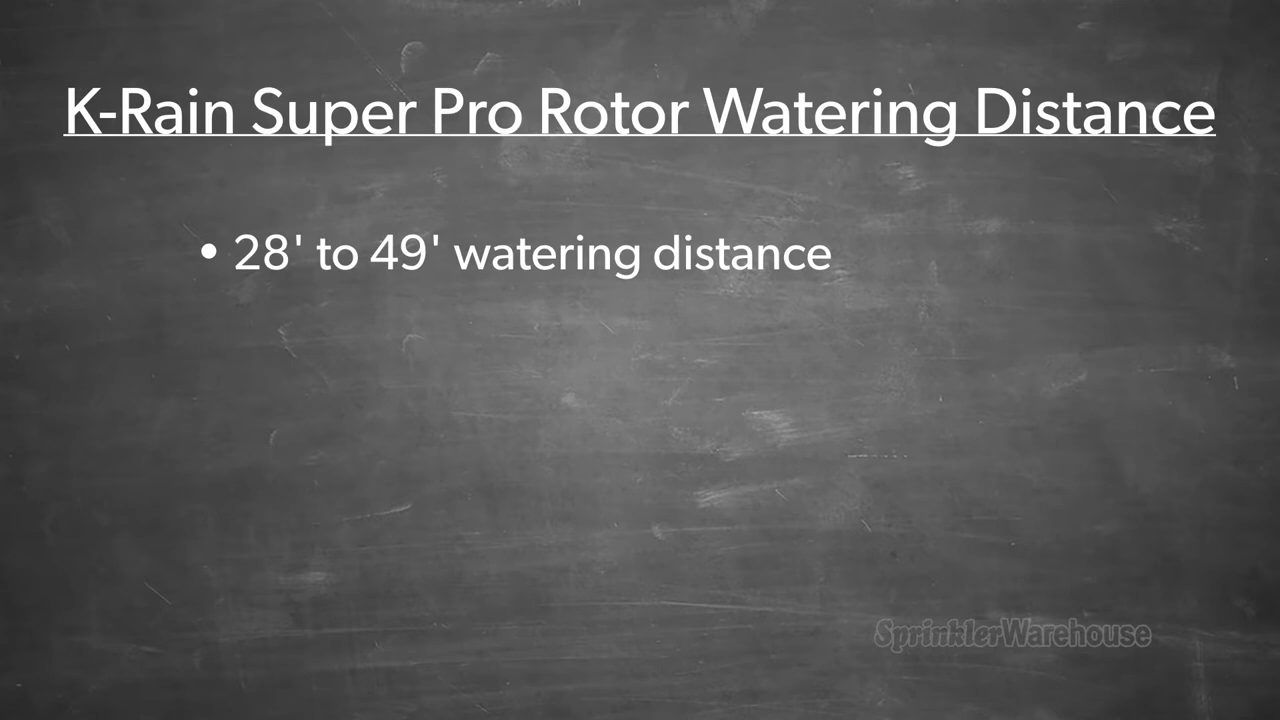 K-Rain Super Pro Rotor Watering Distance
• 28' to 49' watering distance
SprinklerWarehouse